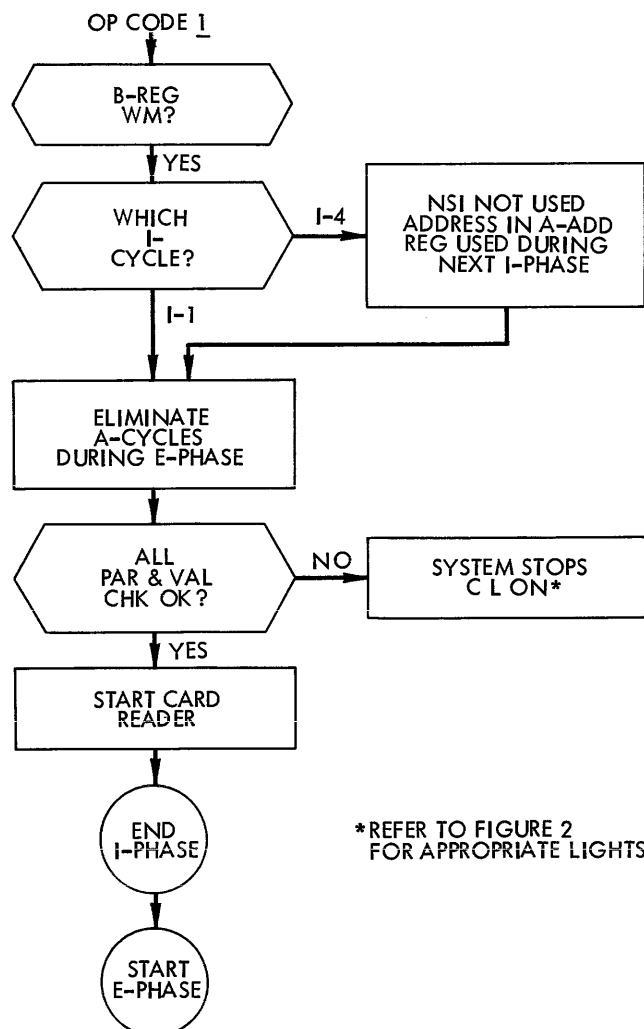 OP CODE 1
B-REG
WM?
YES
WHICH
I-
CYCLE?
I-4
NSI NOT USED
ADDRESS IN A-ADD
REG USED DURING
NEXT I-PHASE
I-1
ELIMINATE
A-CYCLES
DURING E-PHASE
ALL
PAR & VAL
CHK OK?
NO
SYSTEM STOPS
C L ON*
YES
START CARD
READER
END
I-PHASE
*REFER TO FIGURE 2
FOR APPROPRIATE LIGHTS
START
E-PHASE